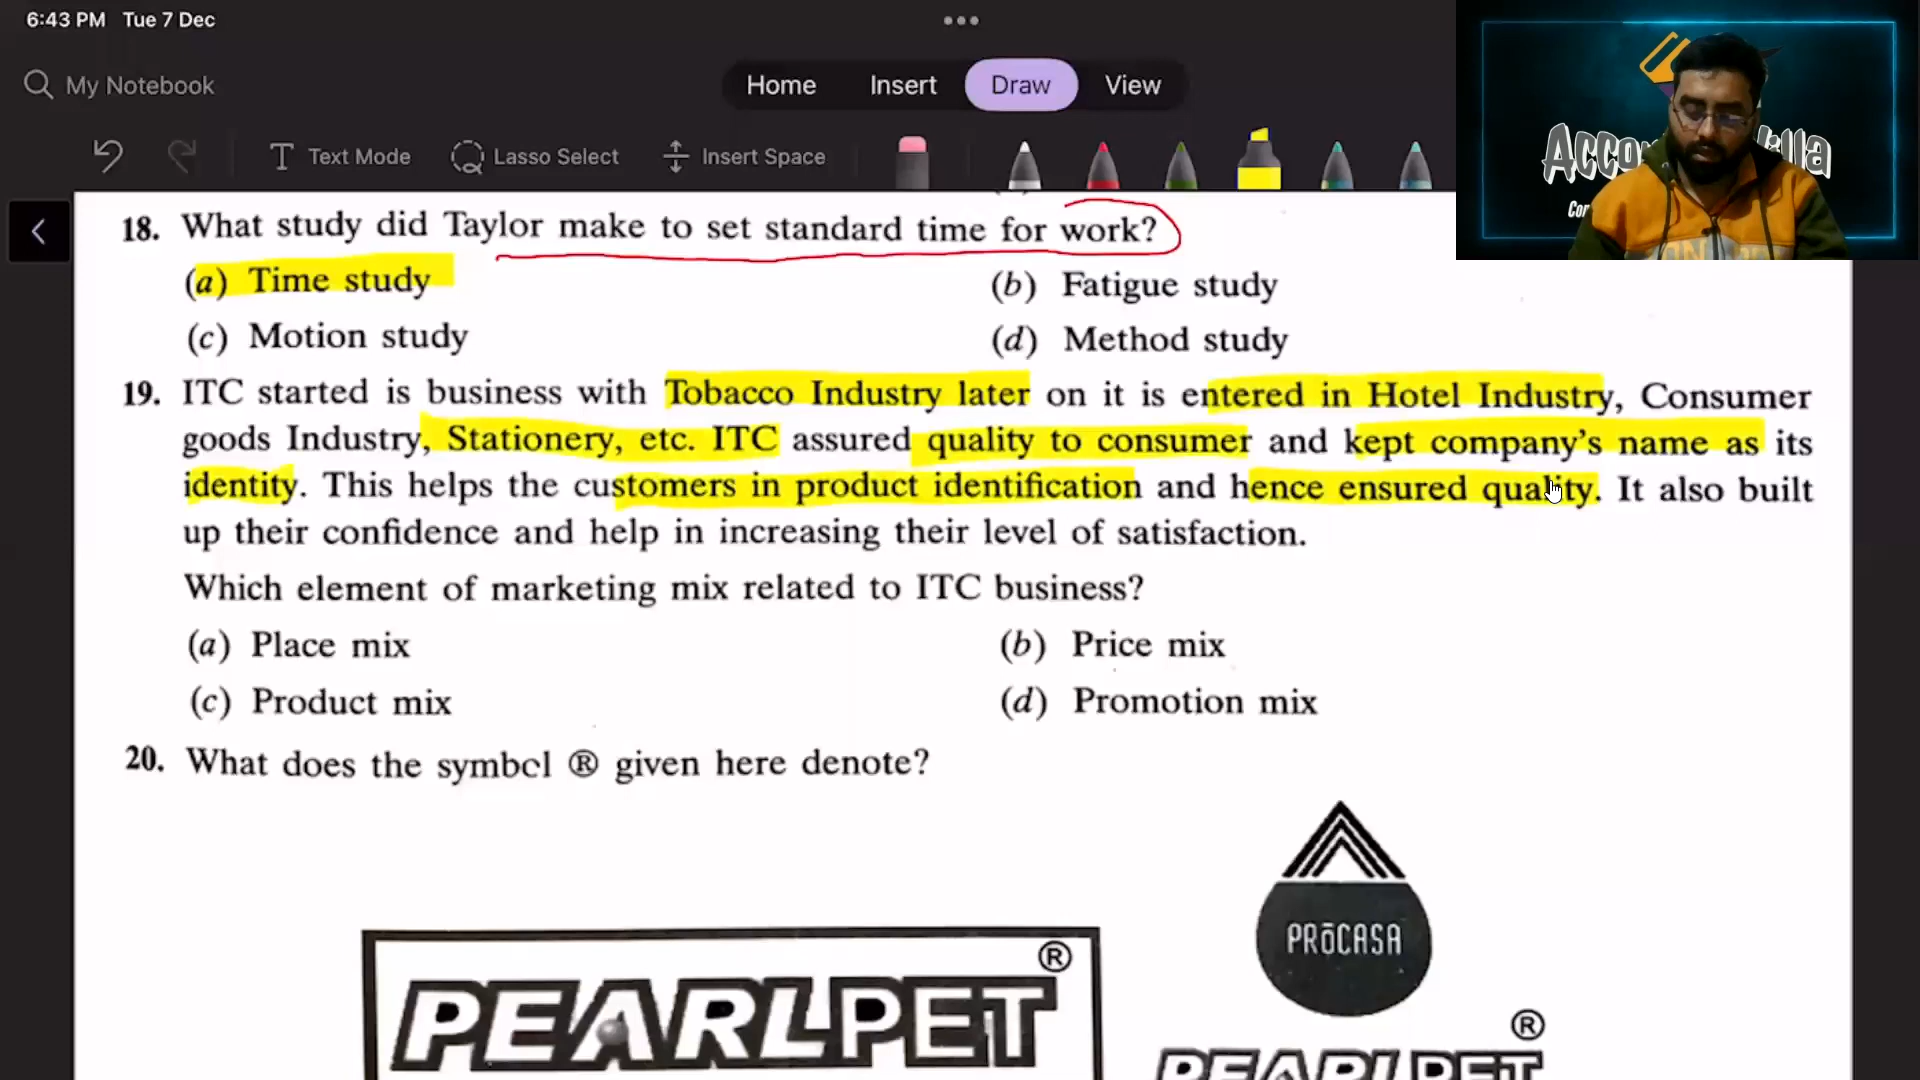 6:43 PM Tue 7 Dec
My Notebook
Home Insert Draw View
Text Mode Lasso Select Insert Space
18. What study did Taylor make to set standard time for work?
(a) Time study (b) Fatigue study
(c) Motion study (d) Method study
19. ITC started is business with Tobacco Industry later on it is entered in Hotel Industry, Consumer
goods Industry, Stationery, etc. ITC assured quality to consumer and kept company's name as its
identity. This helps the customers in product identification and hence ensured quality. It also built
up their confidence and help in increasing their level of satisfaction.
Which element of marketing mix related to ITC business?
(a) Place mix (b) Price mix
(c) Product mix (d) Promotion mix
20. What does the symbol ® given here denote?
PRōCASA
PEARLPET ®
PEARLPET ®